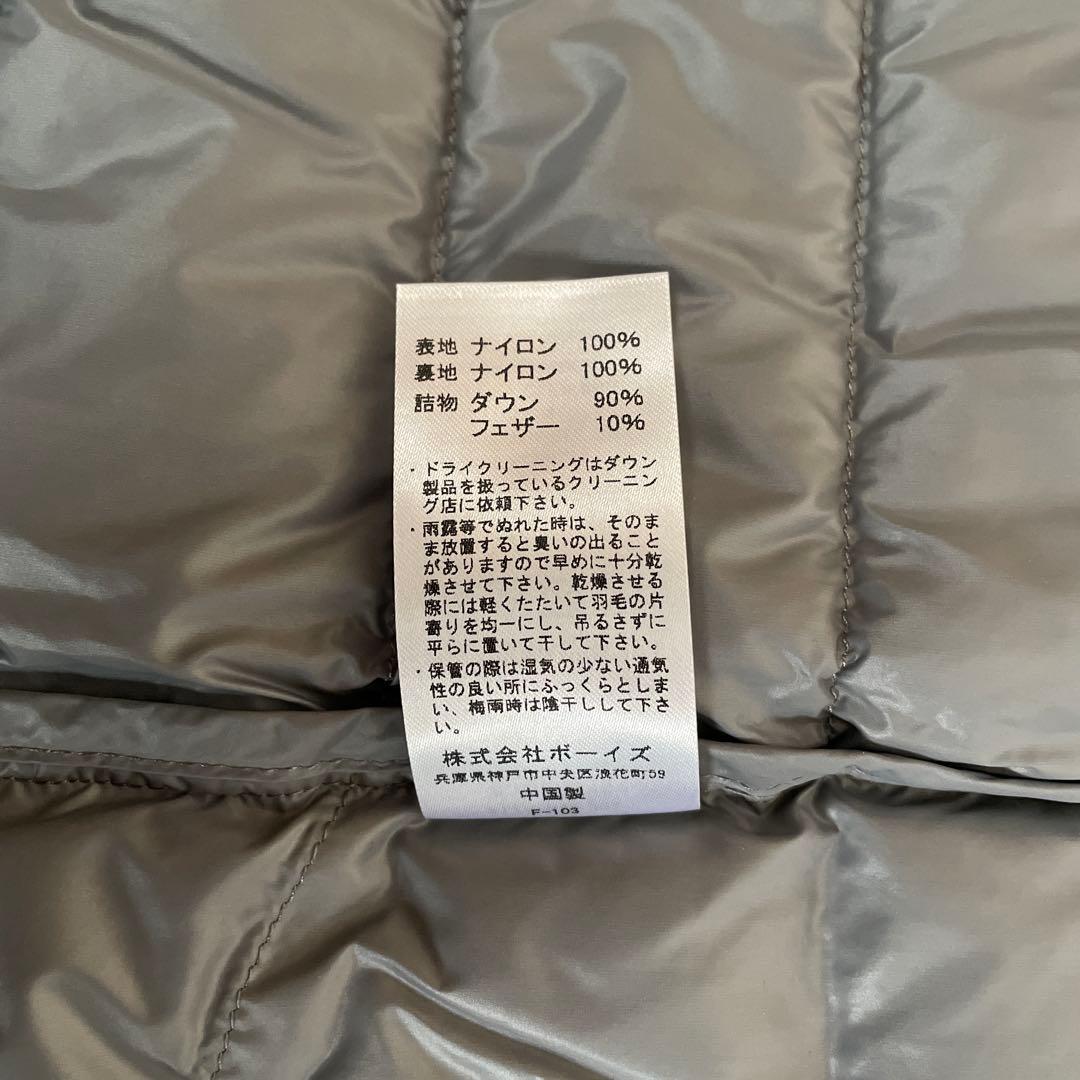 表地 ナイロン 100%
裏地 ナイロン 100%
詰物 ダウン 90%
フェザー 10%
・ドライクリーニングはダウン
製品を扱っているクリーニン
グ店に依頼下さい。
・雨露等でぬれた時は、そのま
ま放置すると臭いの出ること
がありますので早めに十分乾
燥させて下さい。乾燥させる
際には軽くたたいて羽毛の片
寄りを均一にし、吊るさずに
平らに置いて干して下さい。
・保管の際は湿気の少ない通気
性の良い所にふっくらとしま
い、梅雨時は陰干しして下さ
い。
株式会社ボーイズ
兵庫県神戸市中央区浪花町59
中国製
F-103